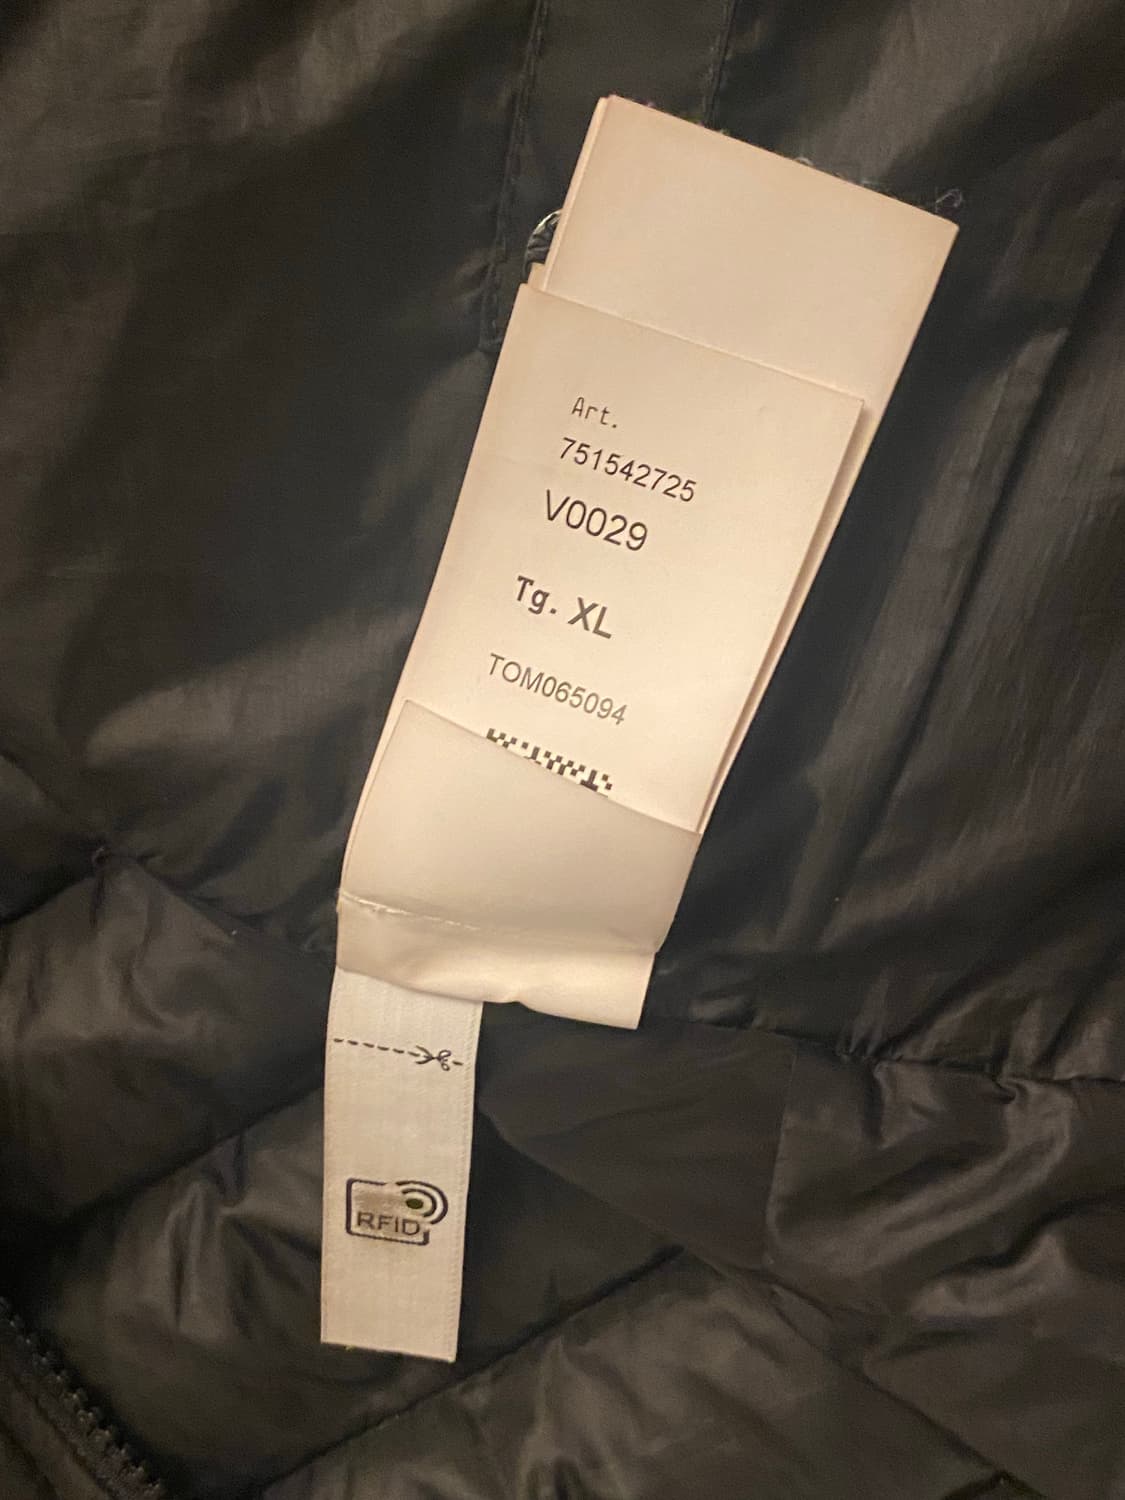 Art.
751542725
V0029
Tg. XL
TOM065094
RFID